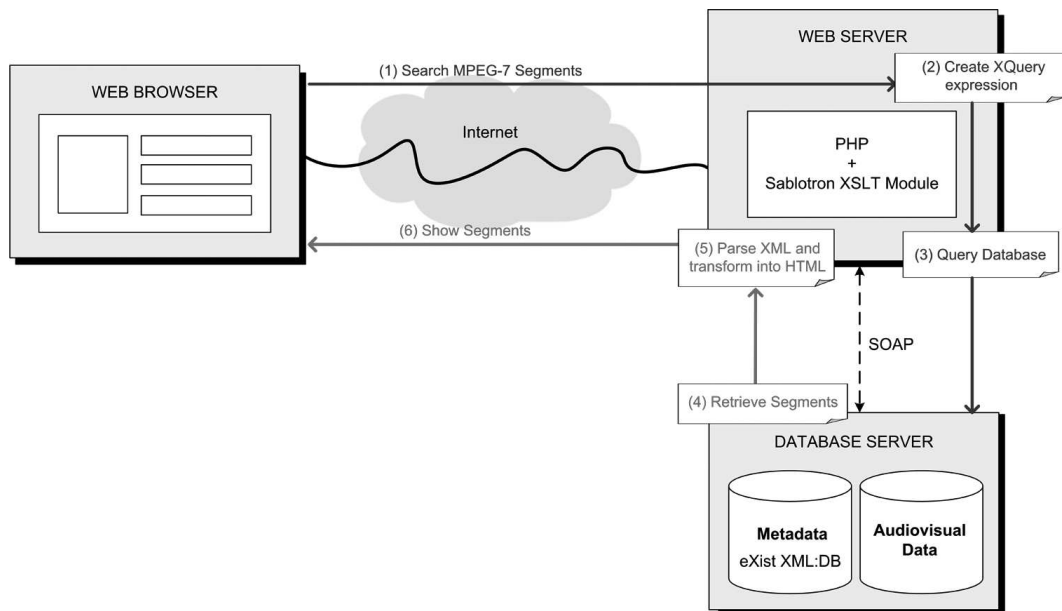 WEB SERVER
(1) Search MPEG-7 Segments
(2) Create XQuery
expression
WEB BROWSER
Internet
PHP
+
Sablotron XSLT Module
(6) Show Segments
(5) Parse XML and
transform into HTML
(3) Query Database
SOAP
(4) Retrieve Segments
DATABASE SERVER
Metadata
eXist XML:DB
Audiovisual
Data